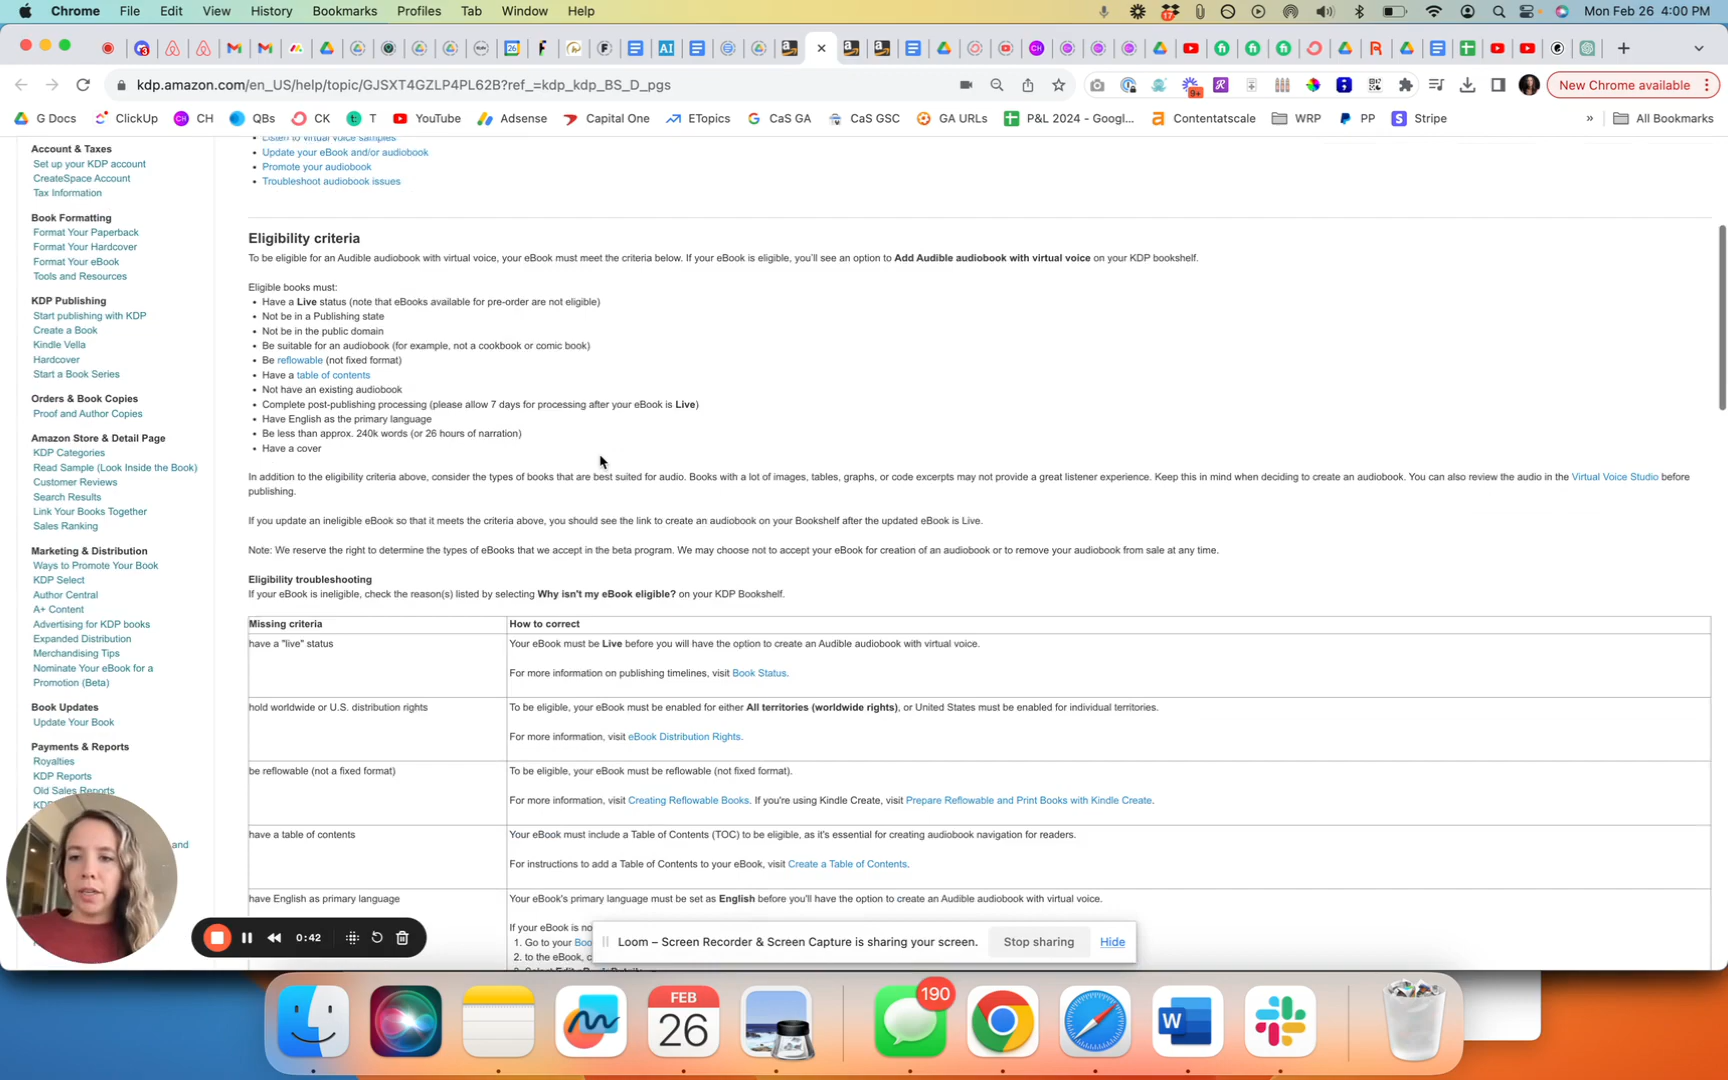 Chrome File Edit View History Bookmarks Profiles Tab Window Help 17 Mon Feb 26 4:00 PM
kdp.amazon.com/en_US/help/topic/GJSXT4GZLP4PL62B?ref_=kdp_kdp_BS_D_pgs 9+ New Chrome available
G Docs ClickUp CH CH QBs CK T YouTube Adsense Capital One ETopics CaS GA CaS GSC GA URLs P&L 2024 - Googl... Contentatscale WRP PP Stripe » All Bookmarks
Account & Taxes
Set up your KDP account
CreateSpace Account
Tax Information
Book Formatting
Format Your Paperback
Format Your Hardcover
Format Your eBook
Tools and Resources
KDP Publishing
Start publishing with KDP
Create a Book
Kindle Vella
Hardcover
Start a Book Series
Orders & Book Copies
Proof and Author Copies
Amazon Store & Detail Page
KDP Categories
Read Sample (Look Inside the Book)
Customer Reviews
Search Results
Link Your Books Together
Sales Ranking
Marketing & Distribution
Ways to Promote Your Book
KDP Select
Author Central
A+ Content
Advertising for KDP books
Expanded Distribution
Merchandising Tips
Nominate Your eBook for a
Promotion (Beta)
Book Updates
Update Your Book
Payments & Reports
Royalties
KDP Reports
Old Sales Reports
and
Listen to virtual voice samples
Update your eBook and/or audiobook
Promote your audiobook
Troubleshoot audiobook issues
Eligibility criteria
To be eligible for an Audible audiobook with virtual voice, your eBook must meet the criteria below. If your eBook is eligible, you'll see an option to Add Audible audiobook with virtual voice on your KDP bookshelf.
Eligible books must:
• Have a Live status (note that eBooks available for pre-order are not eligible)
• Not be in a Publishing state
• Not be in the public domain
• Be suitable for an audiobook (for example, not a cookbook or comic book)
• Be reflowable (not fixed format)
• Have a table of contents
• Not have an existing audiobook
• Complete post-publishing processing (please allow 7 days for processing after your eBook is Live)
• Have English as the primary language
• Be less than approx. 240k words (or 26 hours of narration)
• Have a cover
In addition to the eligibility criteria above, consider the types of books that are best suited for audio. Books with a lot of images, tables, graphs, or code excerpts may not provide a great listener experience. Keep this in mind when deciding to create an audiobook. You can also review the audio in the Virtual Voice Studio before
publishing.
If you update an ineligible eBook so that it meets the criteria above, you should see the link to create an audiobook on your Bookshelf after the updated eBook is Live.
Note: We reserve the right to determine the types of eBooks that we accept in the beta program. We may choose not to accept your eBook for creation of an audiobook or to remove your audiobook from sale at any time.
Eligibility troubleshooting
If your eBook is ineligible, check the reason(s) listed by selecting Why isn't my eBook eligible? on your KDP Bookshelf.
Missing criteria How to correct
have a "live" status Your eBook must be Live before you will have the option to create an Audible audiobook with virtual voice.
For more information on publishing timelines, visit Book Status.
hold worldwide or U.S. distribution rights To be eligible, your eBook must be enabled for either All territories (worldwide rights), or United States must be enabled for individual territories.
For more information, visit eBook Distribution Rights.
be reflowable (not a fixed format) To be eligible, your eBook must be reflowable (not fixed format).
For more information, visit Creating Reflowable Books. If you're using Kindle Create, visit Prepare Reflowable and Print Books with Kindle Create.
have a table of contents Your eBook must include a Table of Contents (TOC) to be eligible, as it's essential for creating audiobook navigation for readers.
For instructions to add a Table of Contents to your eBook, visit Create a Table of Contents.
have English as primary language Your eBook's primary language must be set as English before you'll have the option to create an Audible audiobook with virtual voice.
If your eBook is no
1. Go to your Boo
2. to the eBook, c
0:42
Loom – Screen Recorder & Screen Capture is sharing your screen. Stop sharing Hide
FEB
26
190
W